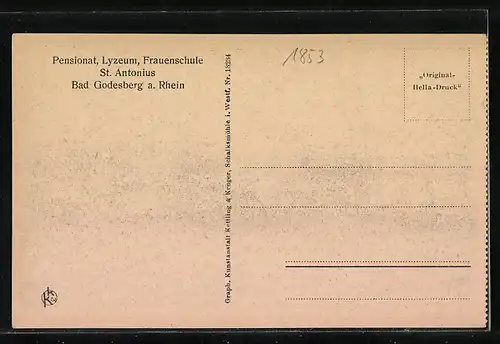 Pensionat, Lyzeum, Frauenschule
St. Antonius
Bad Godesberg a. Rhein
1853
„Original-
Hella-Druck“
Graph. Kunstanstalt Kettling & Krüger, Schalksmühle i. Westf. Nr. 18234